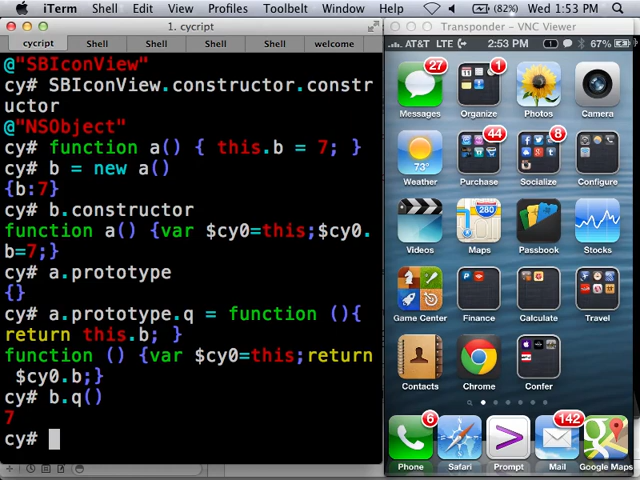 iTerm Shell Edit View Profiles Toolbelt Window Help (82%) Wed 1:53 PM
1. cycript
cycript Shell Shell Shell welcome
@"SBIconView"
cy# SBIconView.constructor.constr
uctor
@"NSObject"
cy# function a() { this.b = 7; }
cy# b = new a()
{b:7}
cy# b.constructor
function a() {var $cy0=this;$cy0.
b=7;}
cy# a.prototype
{}
cy# a.prototype.q = function (){
return this.b; }
function () {var $cy0=this;return
$cy0.b;}
cy# b.q()
7
cy#
Transponder – VNC Viewer
AT&T LTE 2:53 PM 1 67%
27 1
Messages Organize Photos Camera
73° 44 8
Weather Purchase Socialize Configure
280
Videos Maps Passbook Stocks
Game Center Finance Calculate Travel
Contacts Chrome Confer
6 142
Phone Safari Prompt Mail Google Maps